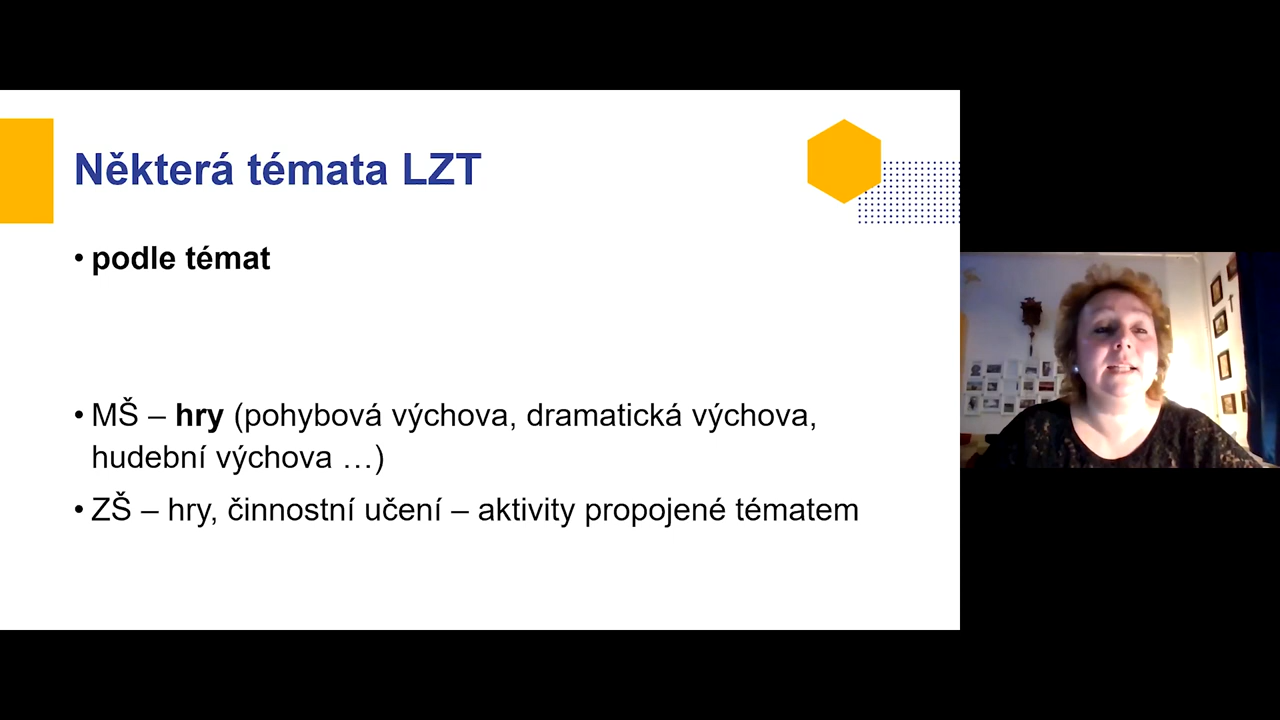 Některá témata LZT
• podle témat
• MŠ – hry (pohybová výchova, dramatická výchova,
hudební výchova …)
• ZŠ – hry, činnostní učení – aktivity propojené tématem